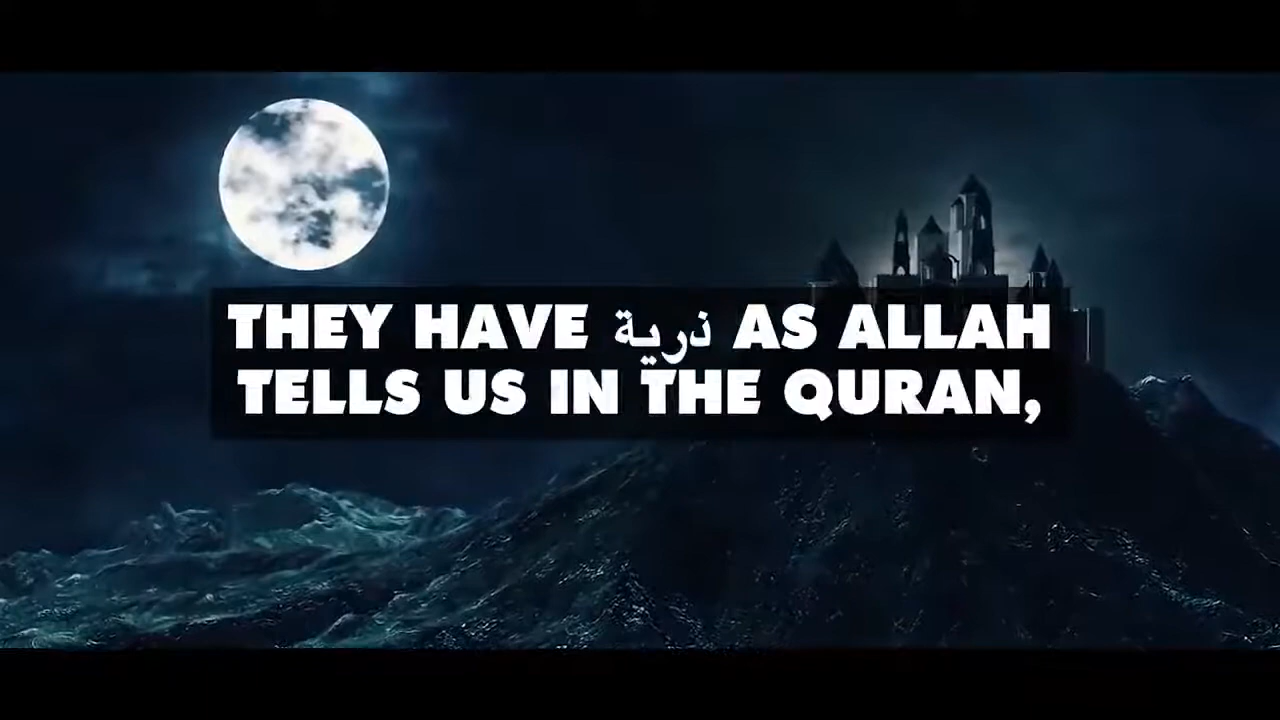 THEY HAVE ذرية AS ALLAH
TELLS US IN THE QURAN,